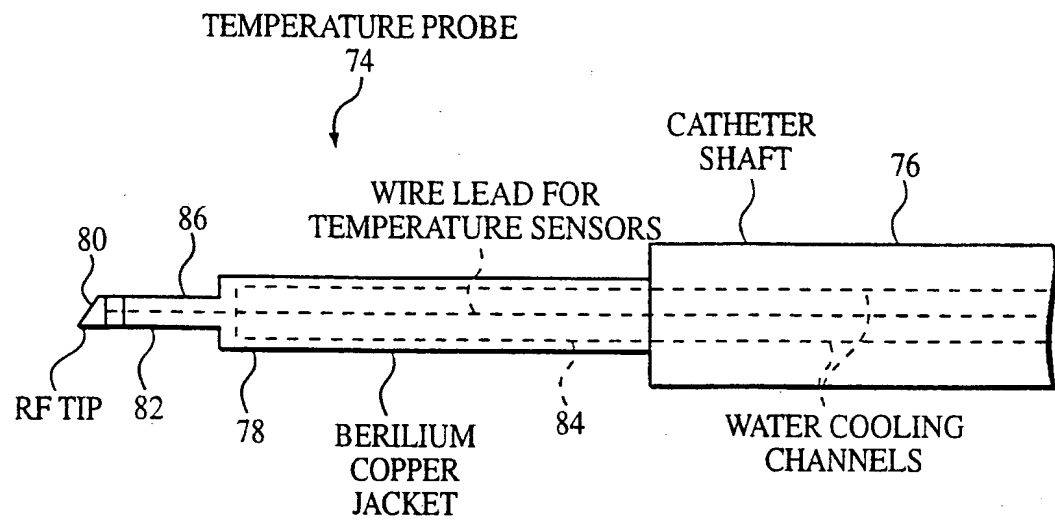 TEMPERATURE PROBE
74
CATHETER
SHAFT
76
WIRE LEAD FOR
TEMPERATURE SENSORS
86
80
RF TIP
82
78
BERILIUM
COPPER
JACKET
84
WATER COOLING
CHANNELS